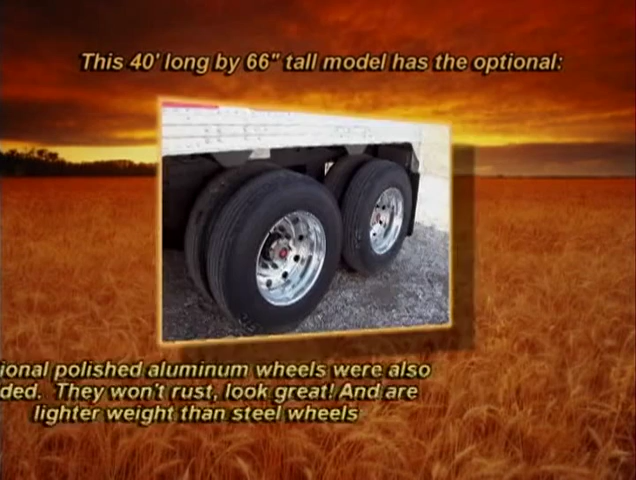 This 40' long by 66" tall model has the optional:
ional polished aluminum wheels were also
ded. They won't rust, look great! And are
lighter weight than steel wheels